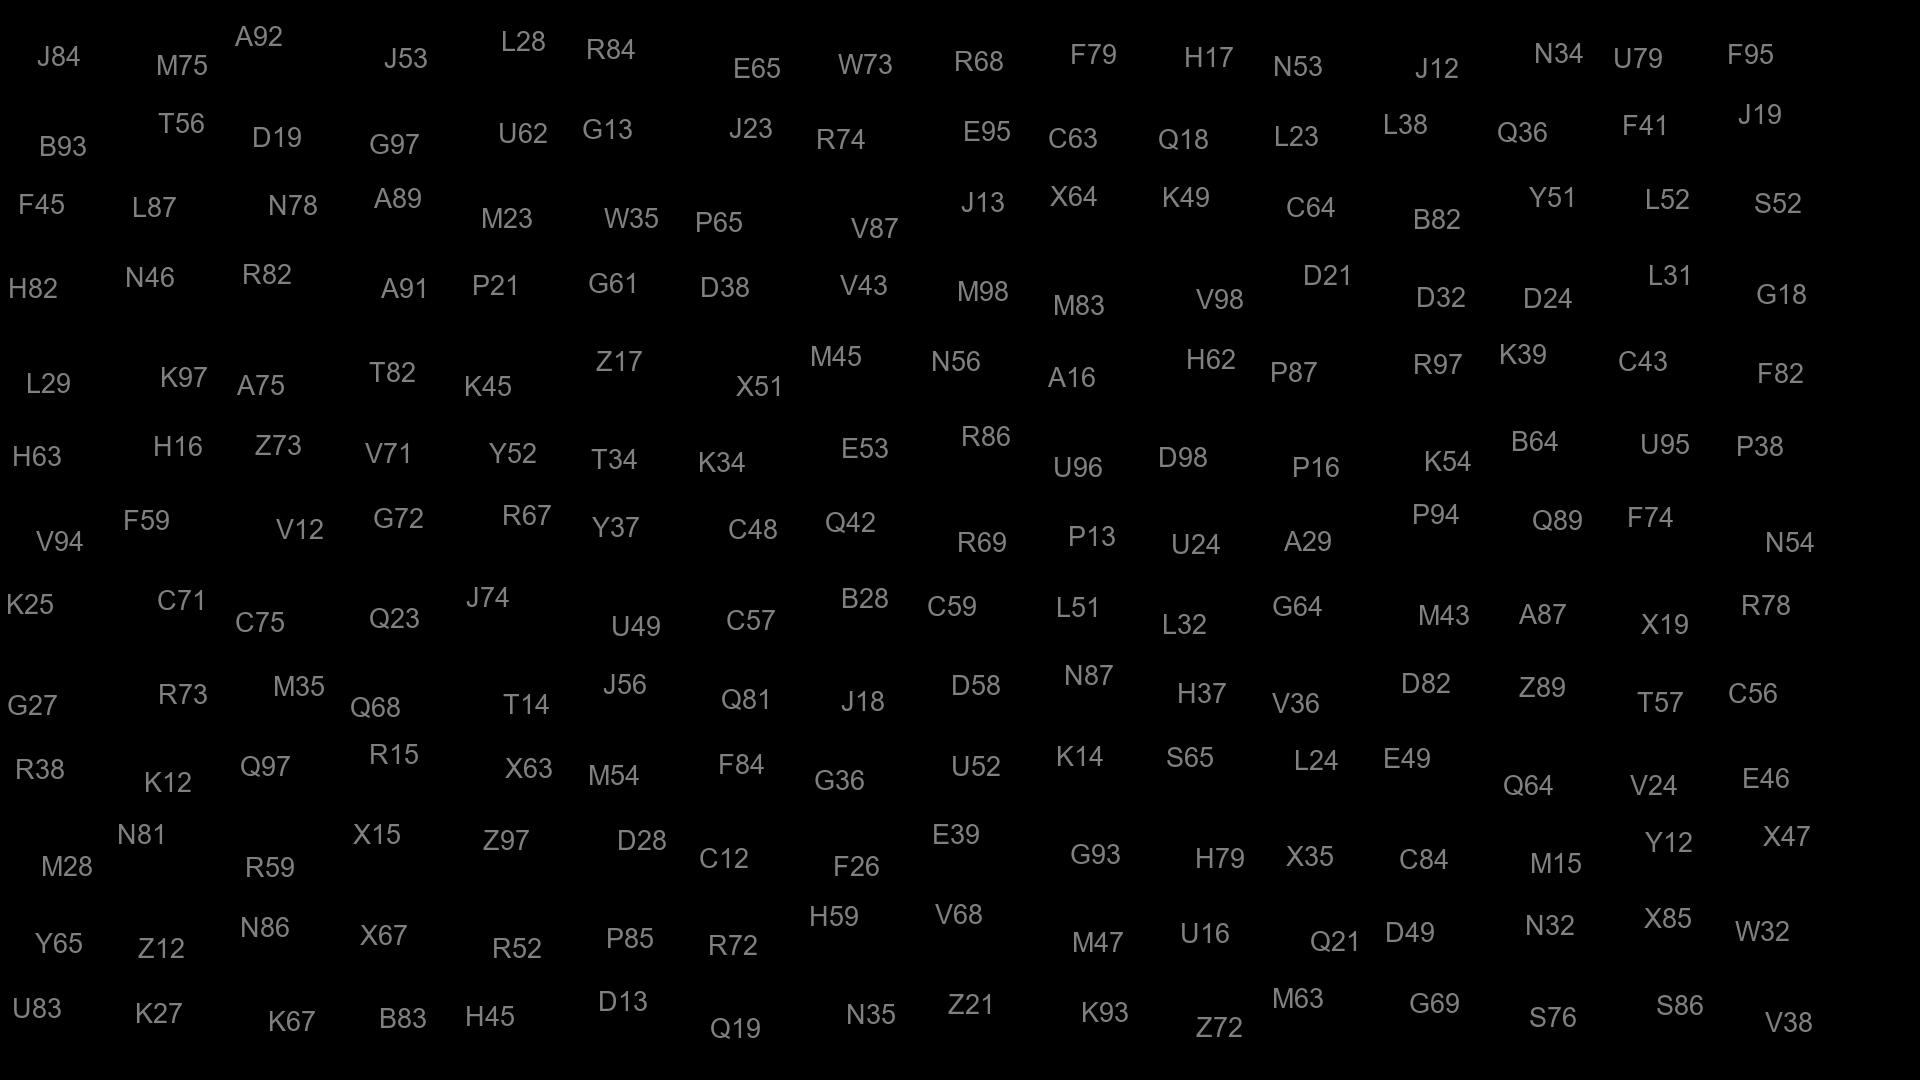 J84 M75 A92 J53 L28 R84 E65 W73 R68 F79 H17 N53 J12 N34 U79 F95
B93 T56 D19 G97 U62 G13 J23 R74 E95 C63 Q18 L23 L38 Q36 F41 J19
F45 L87 N78 A89 M23 W35 P65 V87 J13 X64 K49 C64 B82 Y51 L52 S52
H82 N46 R82 A91 P21 G61 D38 V43 M98 M83 V98 D21 D32 D24 L31 G18
L29 K97 A75 T82 K45 Z17 X51 M45 N56 A16 H62 P87 R97 K39 C43 F82
H63 H16 Z73 V71 Y52 T34 K34 E53 R86 U96 D98 P16 K54 B64 U95 P38
V94 F59 V12 G72 R67 Y37 C48 Q42 R69 P13 U24 A29 P94 Q89 F74 N54
K25 C71 C75 Q23 J74 U49 C57 B28 C59 L51 L32 G64 M43 A87 X19 R78
G27 R73 M35 Q68 T14 J56 Q81 J18 D58 N87 H37 V36 D82 Z89 T57 C56
R38 K12 Q97 R15 X63 M54 F84 G36 U52 K14 S65 L24 E49 Q64 V24 E46
M28 N81 R59 X15 Z97 D28 C12 F26 E39 G93 H79 X35 C84 M15 Y12 X47
Y65 Z12 N86 X67 R52 P85 R72 H59 V68 M47 U16 Q21 D49 N32 X85 W32
U83 K27 K67 B83 H45 D13 Q19 N35 Z21 K93 Z72 M63 G69 S76 S86 V38